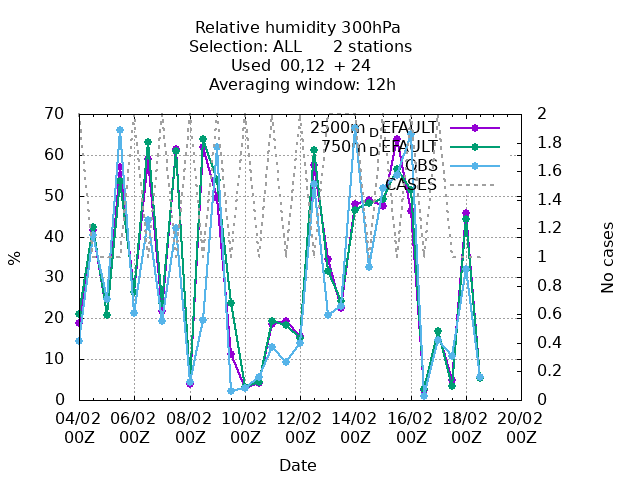 Relative humidity 300hPa
Selection: ALL 2 stations
Used 00,12 + 24
Averaging window: 12h
70 2
2500m DEFAULT
1.8
750m DEFAULT
60 1.6
OBS
CASES
50 1.4
1.2
40
% 1 No cases
30 0.8
0.6
20
0.4
10
0.2
0 0
04/02 06/02 08/02 10/02 12/02 14/02 16/02 18/02 20/02
00Z 00Z 00Z 00Z 00Z 00Z 00Z 00Z 00Z
Date